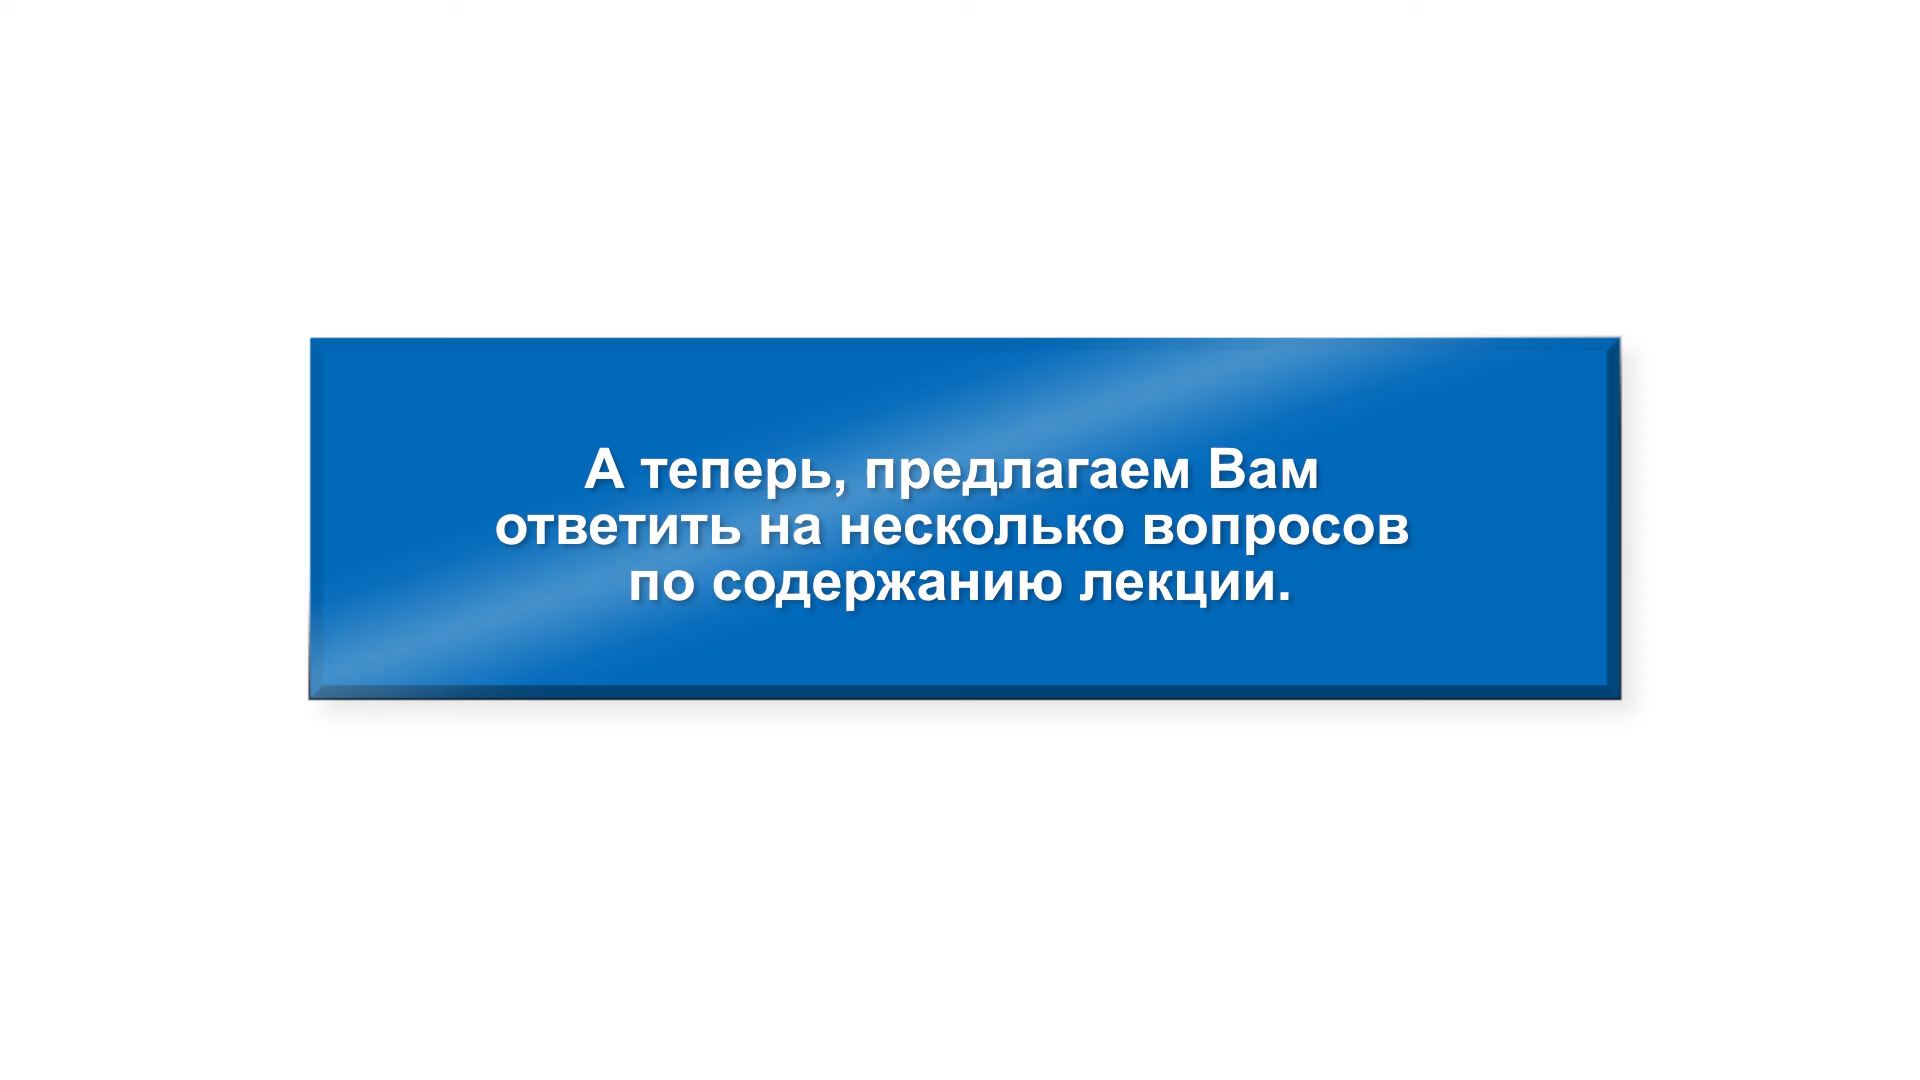 А теперь, предлагаем Вам
ответить на несколько вопросов
по содержанию лекции.